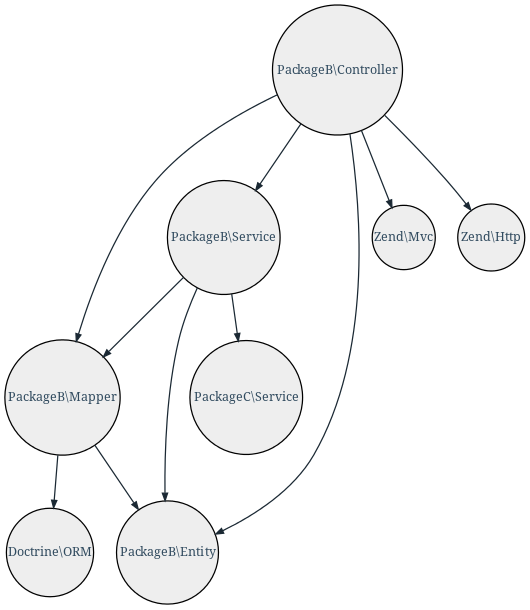 PackageB\Controller
PackageB\Service
Zend\Mvc
Zend\Http
PackageB\Mapper
PackageC\Service
Doctrine\ORM
PackageB\Entity